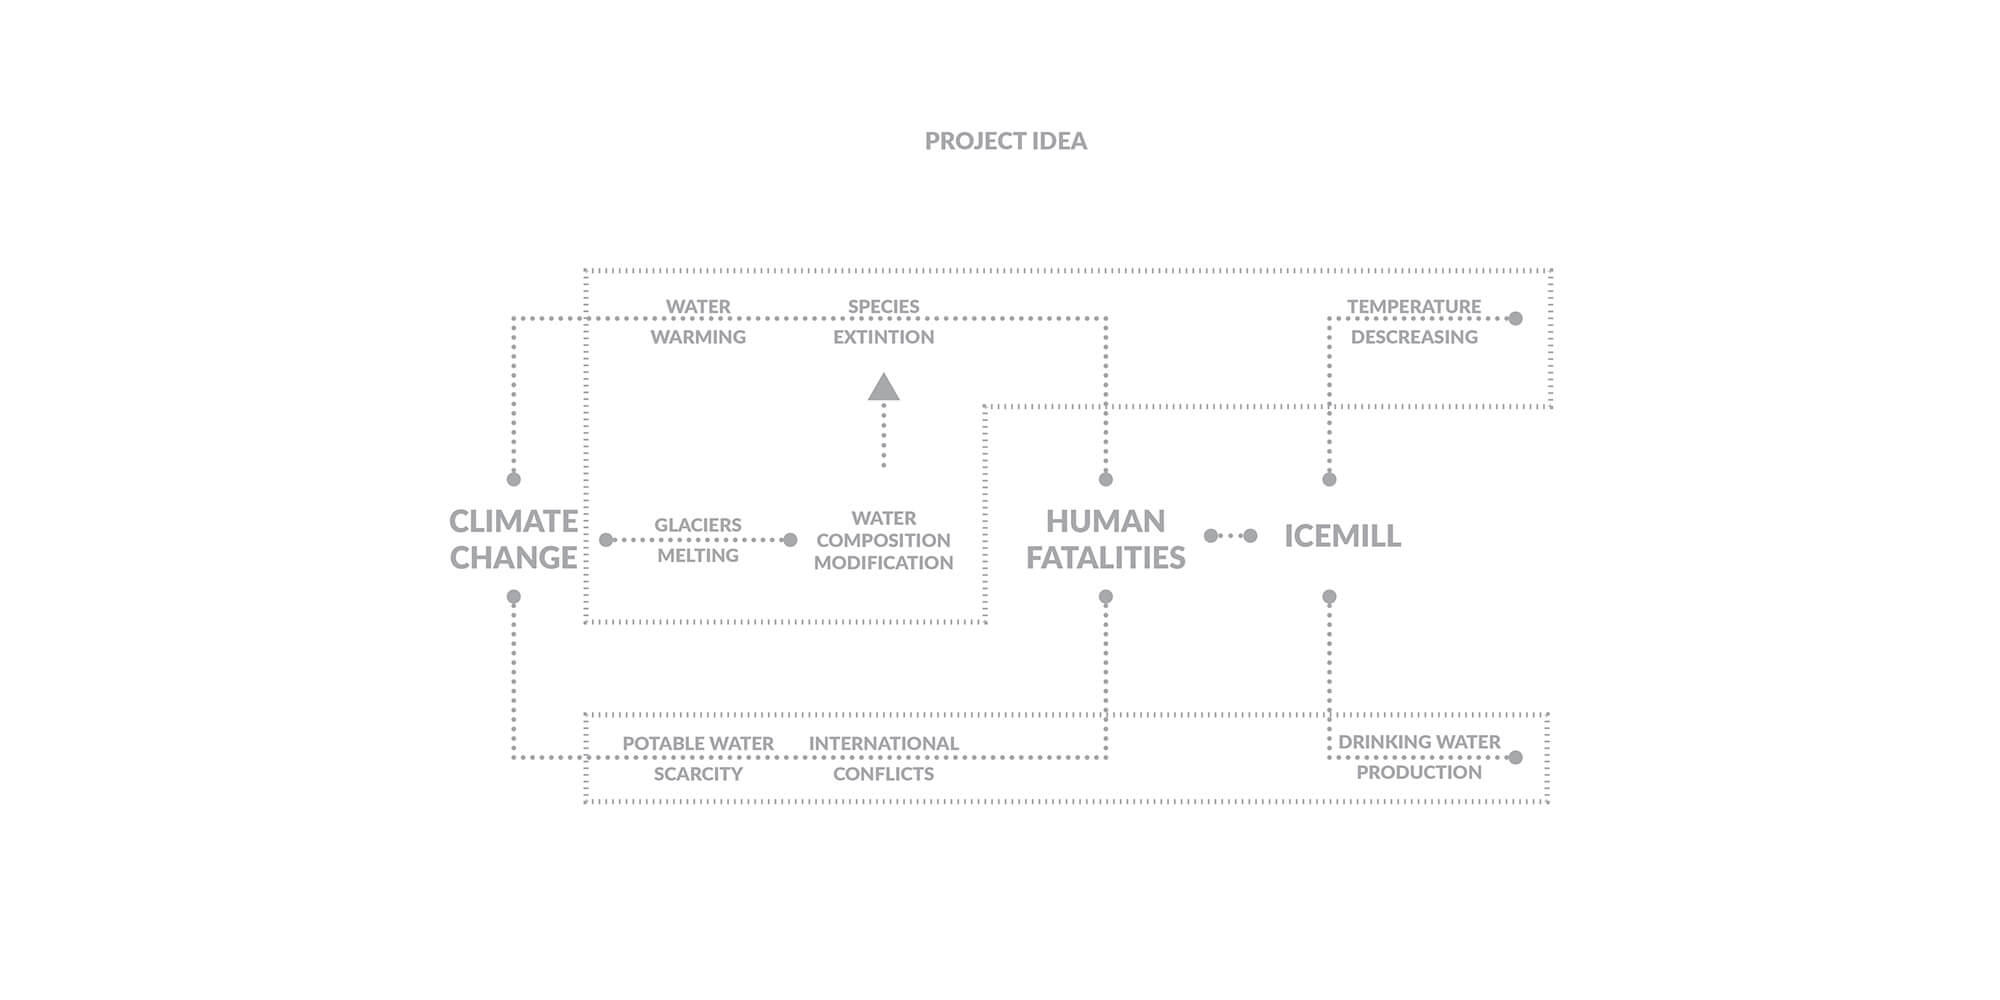 PROJECT IDEA
WATER
WARMING
SPECIES
EXTINTION
TEMPERATURE
DESCREASING
CLIMATE
CHANGE
GLACIERS
MELTING
WATER
COMPOSITION
MODIFICATION
HUMAN
FATALITIES
ICEMILL
POTABLE WATER
SCARCITY
INTERNATIONAL
CONFLICTS
DRINKING WATER
PRODUCTION